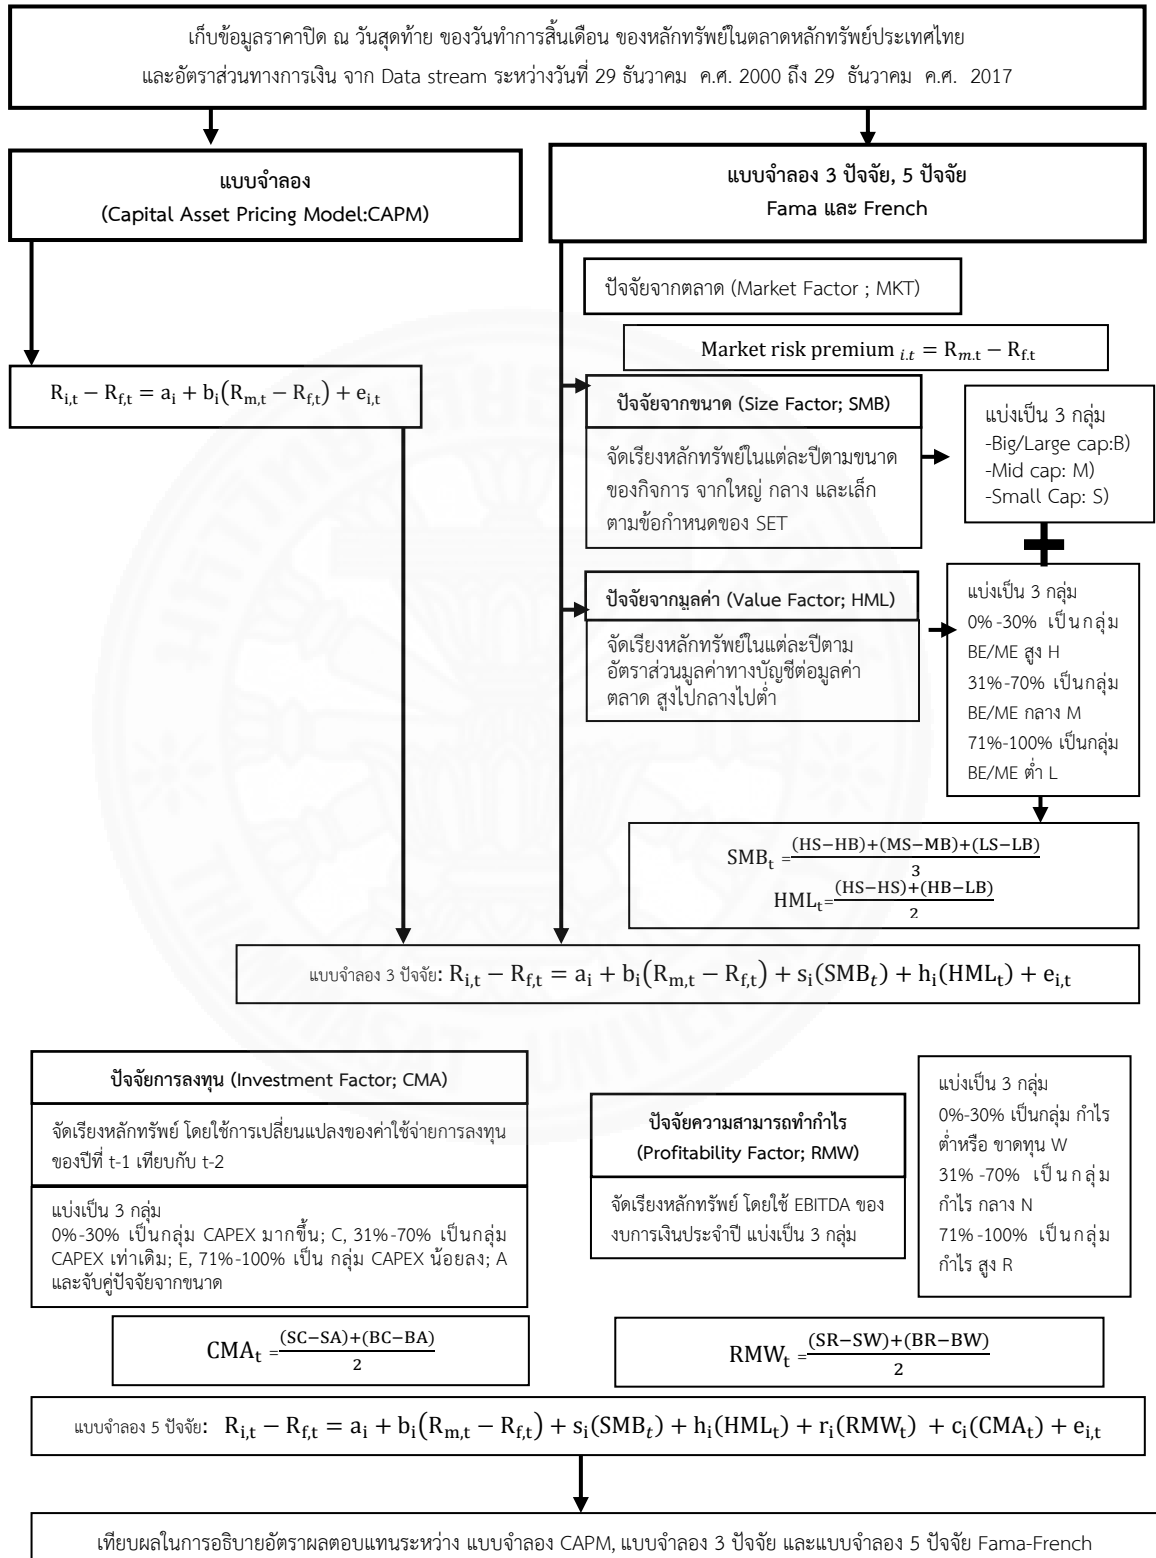 เก็บข้อมูลราคาปิด ณ วันสุดท้าย ของวันทำการสิ้นเดือน ของหลักทรัพย์ในตลาดหลักทรัพย์ประเทศไทย
และอัตราส่วนทางการเงิน จาก Data stream ระหว่างวันที่ 29 ธันวาคม ค.ศ. 2000 ถึง 29 ธันวาคม ค.ศ. 2017
แบบจำลอง
(Capital Asset Pricing Model:CAPM)
แบบจำลอง 3 ปัจจัย, 5 ปัจจัย
Fama และ French
ปัจจัยจากตลาด (Market Factor ; MKT)
Market risk premium i.t = Rm.t − Rf.t
Ri,t − Rf,t = ai + bi(Rm,t − Rf,t) + ei,t
ปัจจัยจากขนาด (Size Factor; SMB)
จัดเรียงหลักทรัพย์ในแต่ละปีตามขนาด
ของกิจการ จากใหญ่ กลาง และเล็ก
ตามข้อกำหนดของ SET
แบ่งเป็น 3 กลุ่ม
-Big/Large cap:B)
-Mid cap: M)
-Small Cap: S)
ปัจจัยจากมูลค่า (Value Factor; HML)
จัดเรียงหลักทรัพย์ในแต่ละปีตาม
อัตราส่วนมูลค่าทางบัญชีต่อมูลค่า
ตลาด สูงไปกลางไปต่ำ
แบ่งเป็น 3 กลุ่ม
0%-30% เป็นกลุ่ม
BE/ME สูง H
31%-70% เป็นกลุ่ม
BE/ME กลาง M
71%-100% เป็นกลุ่ม
BE/ME ต่ำ L
SMBt =(HS−HB)+(MS−MB)+(LS−LB)/3
HMLt=(HS−HS)+(HB−LB)/2
แบบจำลอง 3 ปัจจัย: Ri,t − Rf,t = ai + bi(Rm,t − Rf,t) + si(SMBt) + hi(HMLt) + ei,t
ปัจจัยการลงทุน (Investment Factor; CMA)
จัดเรียงหลักทรัพย์ โดยใช้การเปลี่ยนแปลงของค่าใช้จ่ายการลงทุน
ของปีที่ t-1 เทียบกับ t-2
แบ่งเป็น 3 กลุ่ม
0%-30% เป็นกลุ่ม CAPEX มากขึ้น; C, 31%-70% เป็นกลุ่ม
CAPEX เท่าเดิม; E, 71%-100% เป็น กลุ่ม CAPEX น้อยลง; A
และจับคู่ปัจจัยจากขนาด
ปัจจัยความสามารถทำกำไร
(Profitability Factor; RMW)
จัดเรียงหลักทรัพย์ โดยใช้ EBITDA ของ
งบการเงินประจำปี แบ่งเป็น 3 กลุ่ม
แบ่งเป็น 3 กลุ่ม
0%-30% เป็นกลุ่ม กำไร
ต่ำหรือ ขาดทุน W
31% -70% เป็นกลุ่ม
กำไร กลาง N
71%-100% เป็นกลุ่ม
กำไร สูง R
CMAt =(SC−SA)+(BC−BA)/2
RMWt =(SR−SW)+(BR−BW)/2
แบบจำลอง 5 ปัจจัย: Ri,t − Rf,t = ai + bi(Rm,t − Rf,t) + si(SMBt) + hi(HMLt) + ri(RMWt) + ci(CMAt) + ei,t
เทียบผลในการอธิบายอัตราผลตอบแทนระหว่าง แบบจำลอง CAPM, แบบจำลอง 3 ปัจจัย และแบบจำลอง 5 ปัจจัย Fama-French